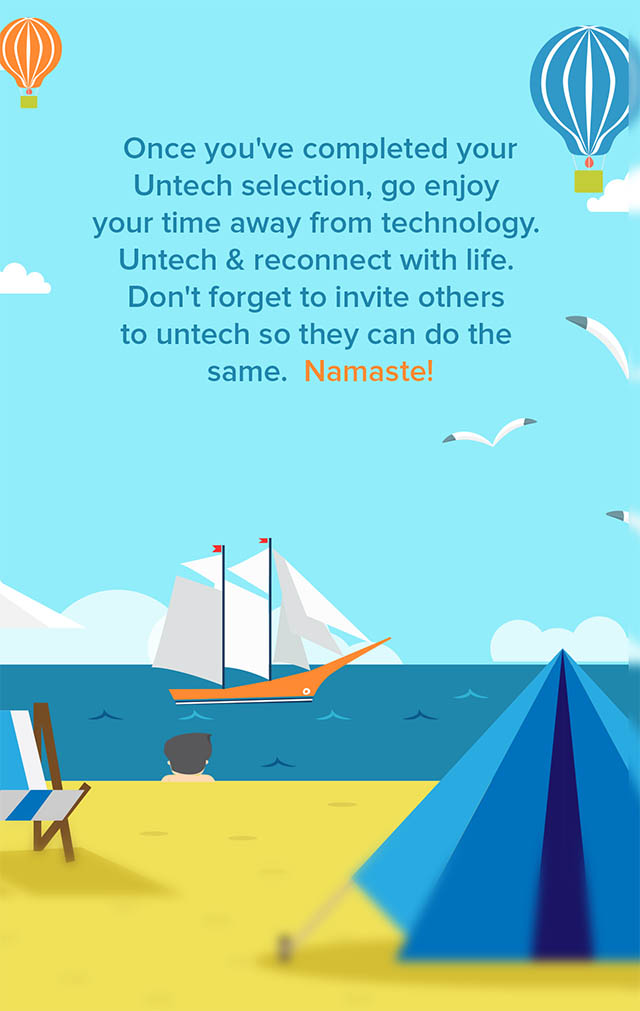 Once you've completed your
Untech selection, go enjoy
your time away from technology.
Untech & reconnect with life.
Don't forget to invite others
to untech so they can do the
same. Namaste!